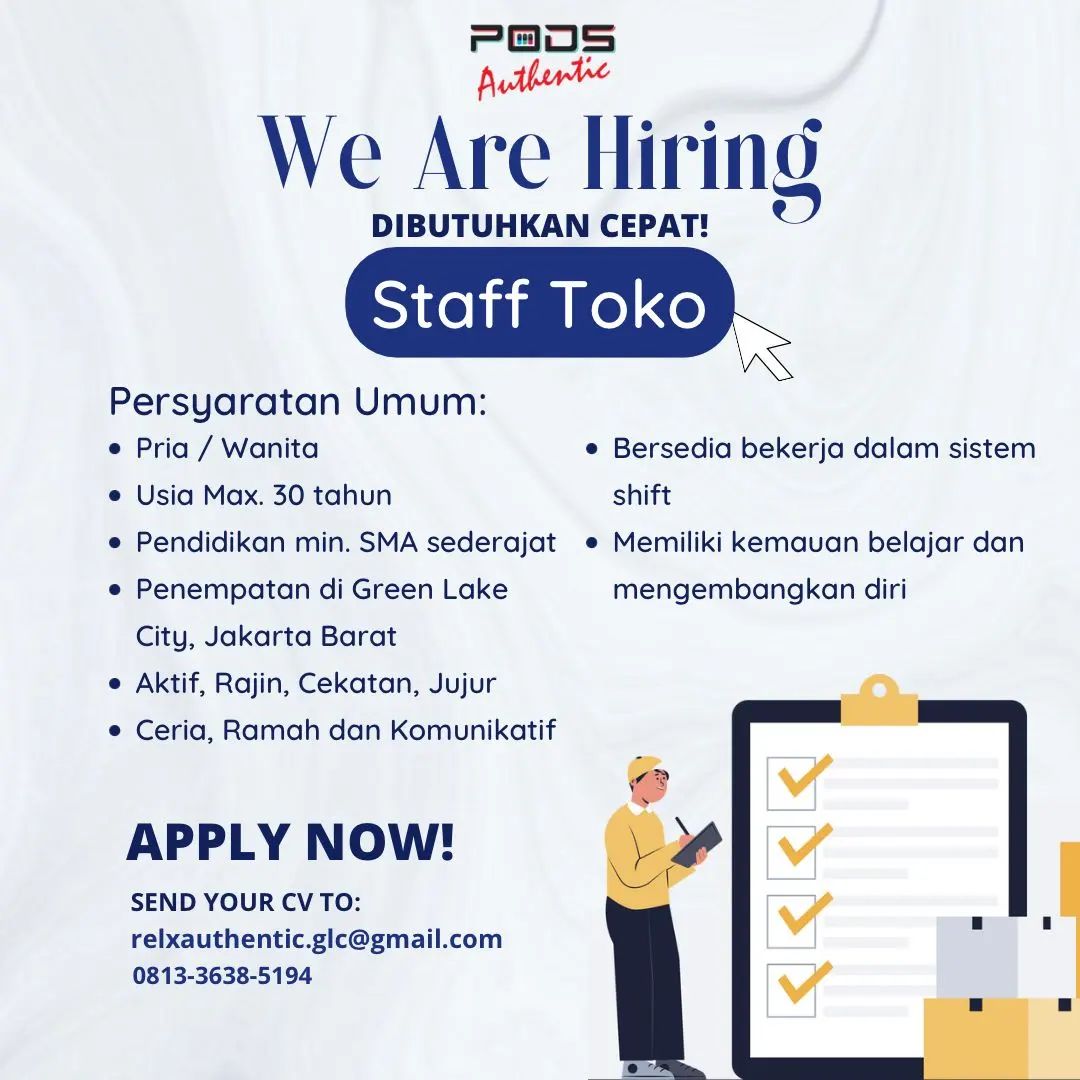 PODS
Authentic
We Are Hiring
DIBUTUHKAN CEPAT!
Staff Toko
Persyaratan Umum:
• Pria / Wanita
• Usia Max. 30 tahun
• Pendidikan min. SMA sederajat
• Penempatan di Green Lake
City, Jakarta Barat
• Aktif, Rajin, Cekatan, Jujur
• Ceria, Ramah dan Komunikatif
• Bersedia bekerja dalam sistem
shift
• Memiliki kemauan belajar dan
mengembangkan diri
APPLY NOW!
SEND YOUR CV TO:
relxauthentic.glc@gmail.com
0813-3638-5194